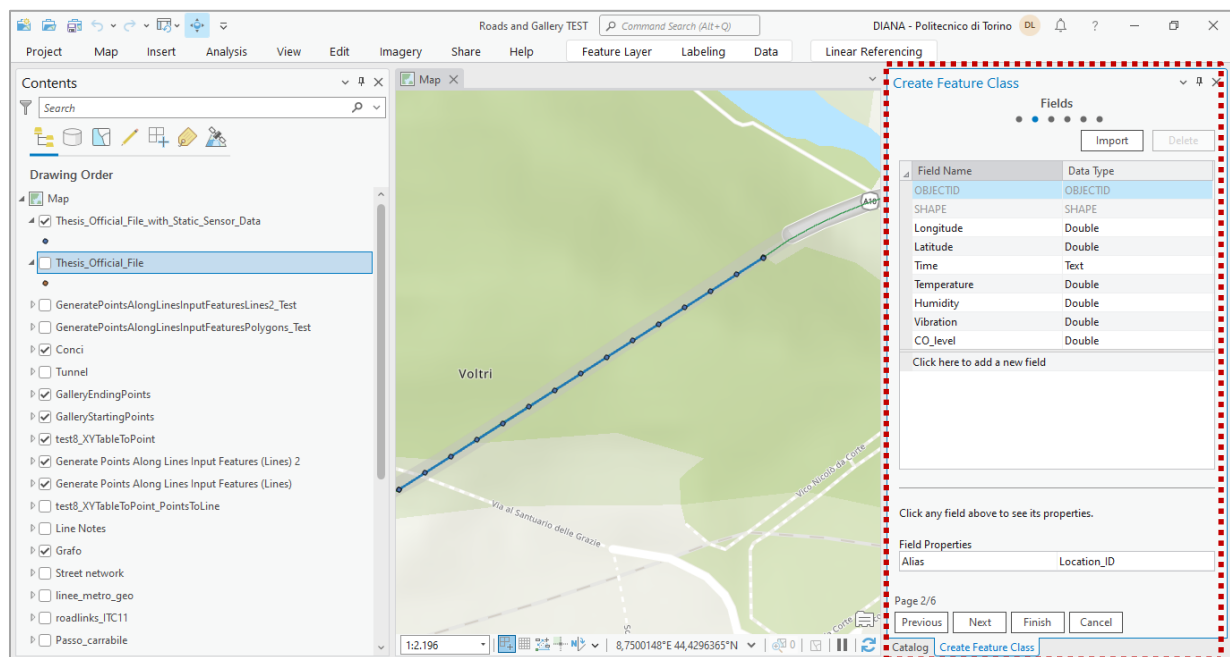 Roads and Gallery TEST
Command Search (Alt+Q)
DIANA - Politecnico di Torino
DL
?
Project Map Insert Analysis View Edit Imagery Share Help Feature Layer Labeling Data Linear Referencing
Contents
Search
Drawing Order
Map
Thesis_Official_File_with_Static_Sensor_Data
Thesis_Official_File
GeneratePointsAlongLinesInputFeaturesLines2_Test
GeneratePointsAlongLinesInputFeaturesPolygons_Test
Conci
Tunnel
GalleryEndingPoints
GalleryStartingPoints
test8_XYTableToPoint
Generate Points Along Lines Input Features (Lines) 2
Generate Points Along Lines Input Features (Lines)
test8_XYTableToPoint_PointsToLine
Line Notes
Grafo
Street network
linee_metro_geo
roadlinks_ITC11
Passo_carrabile
Map
A10
Voltri
Via al Santuario delle Grazie
Vico Nicolò da Corte
1:2.196
8,7500148°E 44,4296365°N
0
Create Feature Class
Fields
Import Delete
Field Name Data Type
OBJECTID OBJECTID
SHAPE SHAPE
Longitude Double
Latitude Double
Time Text
Temperature Double
Humidity Double
Vibration Double
CO_level Double
Click here to add a new field
Click any field above to see its properties.
Field Properties
Alias Location_ID
Page 2/6
Previous Next Finish Cancel
Catalog Create Feature Class